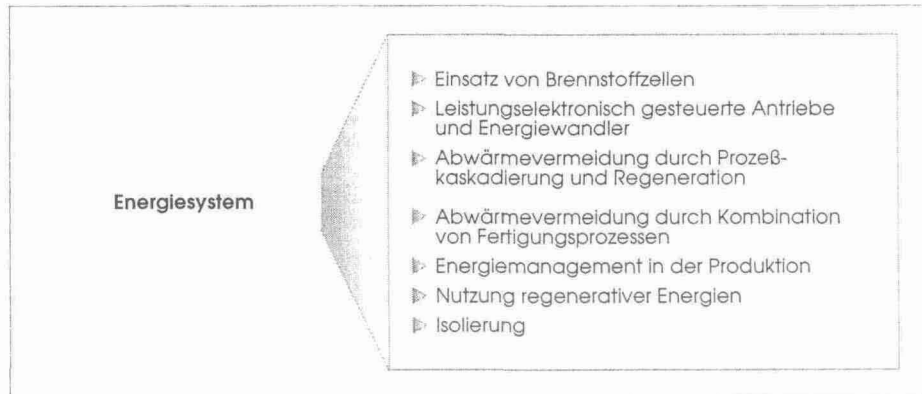 Energiesystem
Einsatz von Brennstoffzellen
Leistungselektronisch gesteuerte Antriebe
und Energiewandler
Abwärmevermeidung durch Prozeß-
kaskadierung und Regeneration
Abwärmevermeidung durch Kombination
von Fertigungsprozessen
Energiemanagement in der Produktion
Nutzung regenerativer Energien
Isolierung